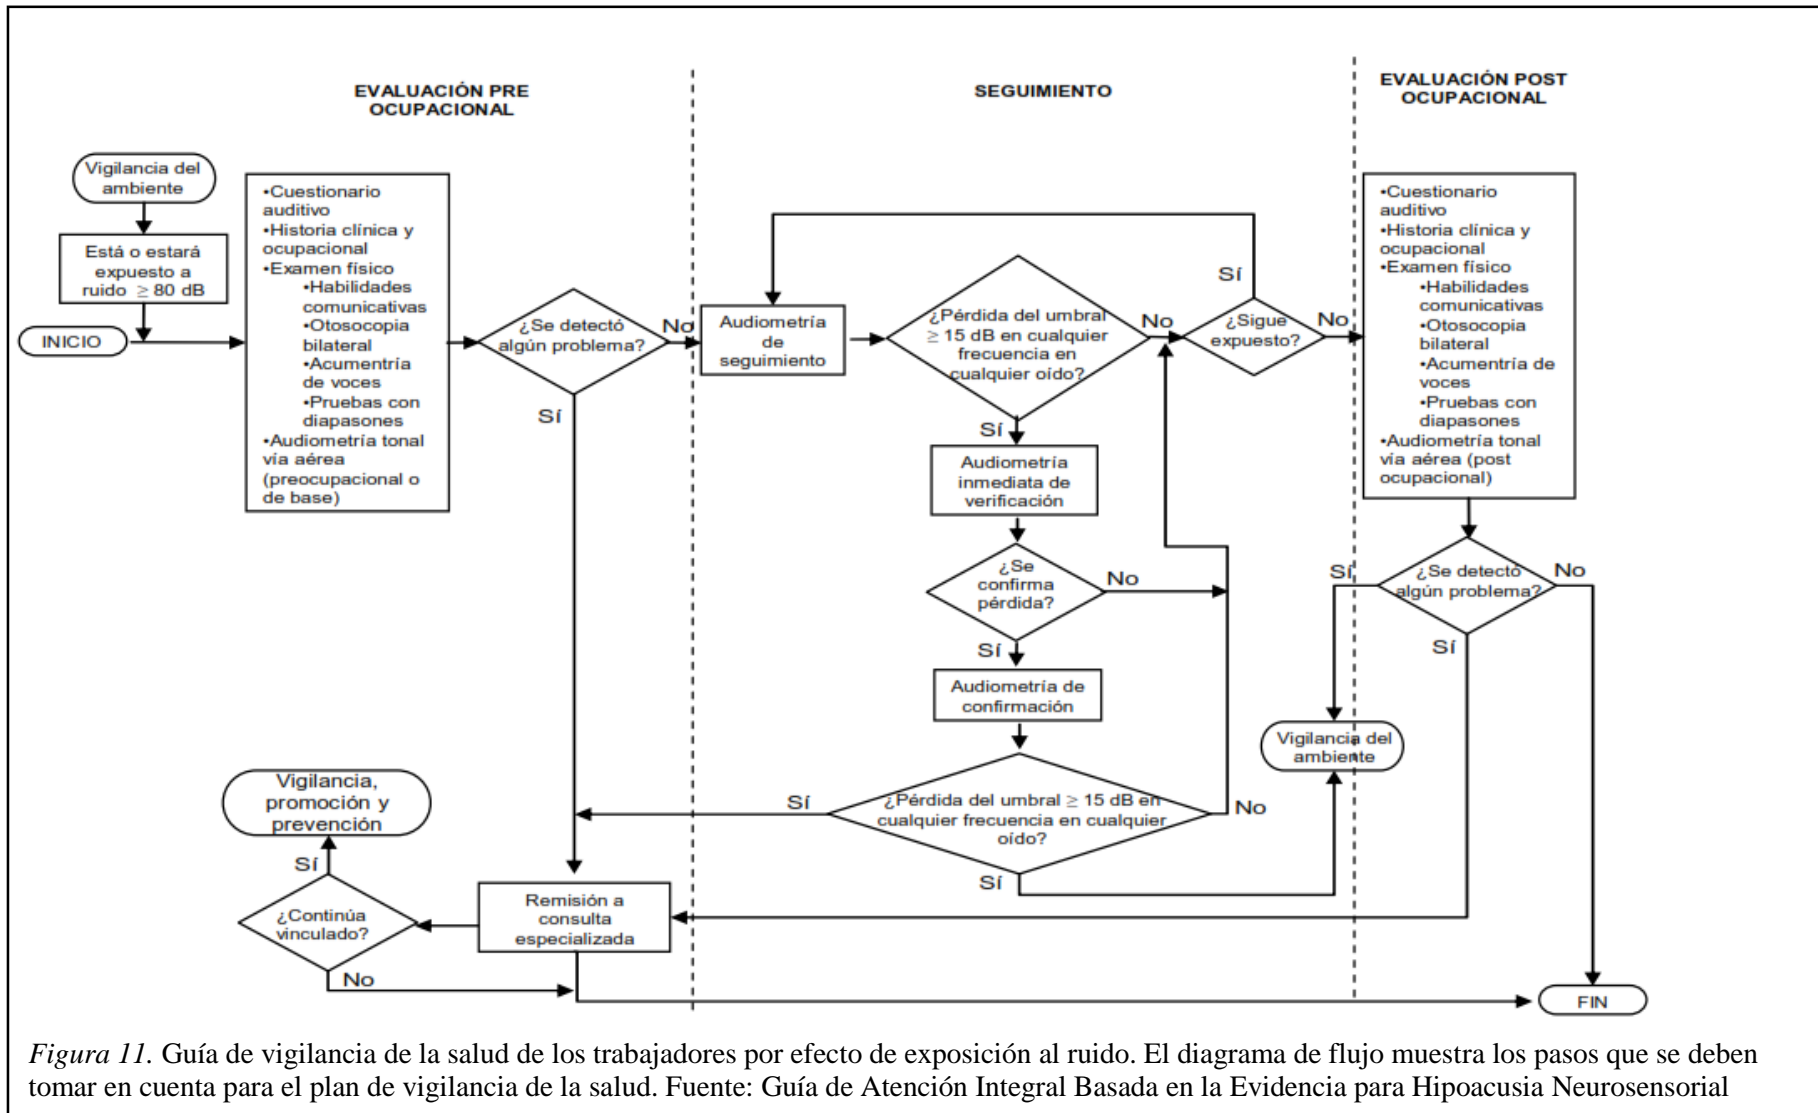 EVALUACIÓN PRE
OCUPACIONAL
SEGUIMIENTO
EVALUACIÓN POST
OCUPACIONAL
Vigilancia del
ambiente
Está o estará
expuesto a
ruido ≥ 80 dB
INICIO
•Cuestionario
auditivo
•Historia clínica y
ocupacional
•Examen físico
•Habilidades
comunicativas
•Otosocopia
bilateral
•Acumentría
de voces
•Pruebas con
diapasones
•Audiometría tonal
vía aérea
(preocupacional o
de base)
¿Se detectó
algún problema?
No
Sí
Audiometría
de
seguimiento
¿Pérdida del umbral
≥ 15 dB en cualquier
frecuencia en
cualquier oído?
No
Sí
¿Sigue
expuesto?
Sí
No
Audiometría
inmediata de
verificación
¿Se
confirma
pérdida?
No
Sí
Audiometría de
confirmación
¿Pérdida del umbral ≥ 15 dB en
cualquier frecuencia en cualquier
oído?
Sí
No
Sí
•Cuestionario
auditivo
•Historia clínica y
ocupacional
•Examen físico
•Habilidades
comunicativas
•Otosocopia
bilateral
•Acumentría de
voces
•Pruebas con
diapasones
•Audiometría tonal
vía aérea (post
ocupacional)
¿Se detectó
algún problema?
Sí
No
Sí
Vigilancia del
ambiente
Vigilancia,
promoción y
prevención
Sí
¿Continúa
vinculado?
No
Remisión a
consulta
especializada
FIN
Figura 11. Guía de vigilancia de la salud de los trabajadores por efecto de exposición al ruido. El diagrama de flujo muestra los pasos que se deben
tomar en cuenta para el plan de vigilancia de la salud. Fuente: Guía de Atención Integral Basada en la Evidencia para Hipoacusia Neurosensorial